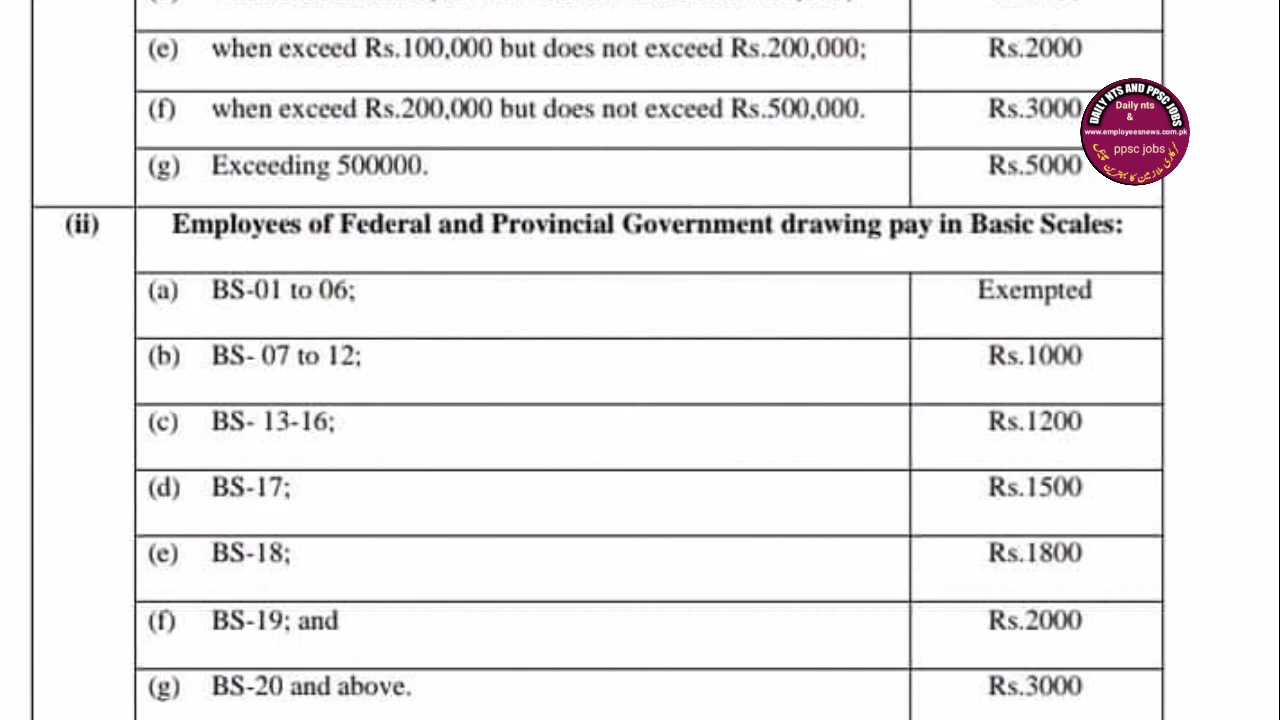 (e) when exceed Rs.100,000 but does not exceed Rs.200,000; Rs.2000
(f) when exceed Rs.200,000 but does not exceed Rs.500,000. Rs.3000
(g) Exceeding 500000. Rs.5000
(ii) Employees of Federal and Provincial Government drawing pay in Basic Scales:
(a) BS-01 to 06; Exempted
(b) BS- 07 to 12; Rs.1000
(c) BS- 13-16; Rs.1200
(d) BS-17; Rs.1500
(e) BS-18; Rs.1800
(f) BS-19; and Rs.2000
(g) BS-20 and above. Rs.3000
DAILY NTS AND PPSC JOBS
Daily nts
&
www.employeesnews.com.pk
ppsc jobs